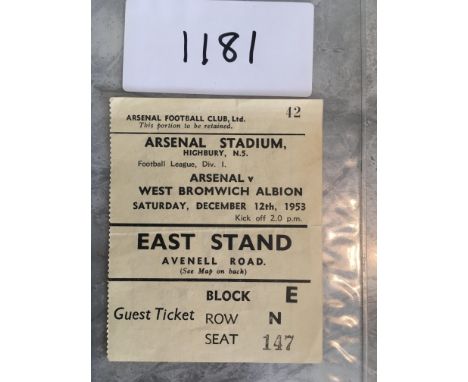 1181
42
ARSENAL FOOTBALL CLUB, Ltd.
This portion to be retained.
ARSENAL STADIUM,
HIGHBURY, N.5.
Football League, Div. I.
ARSENAL v
WEST BROMWICH ALBION
SATURDAY, DECEMBER 12th, 1953
Kick off 2.0 p.m.
EAST STAND
AVENELL ROAD.
(See Map on back)
BLOCK E
Guest Ticket ROW N
SEAT 147